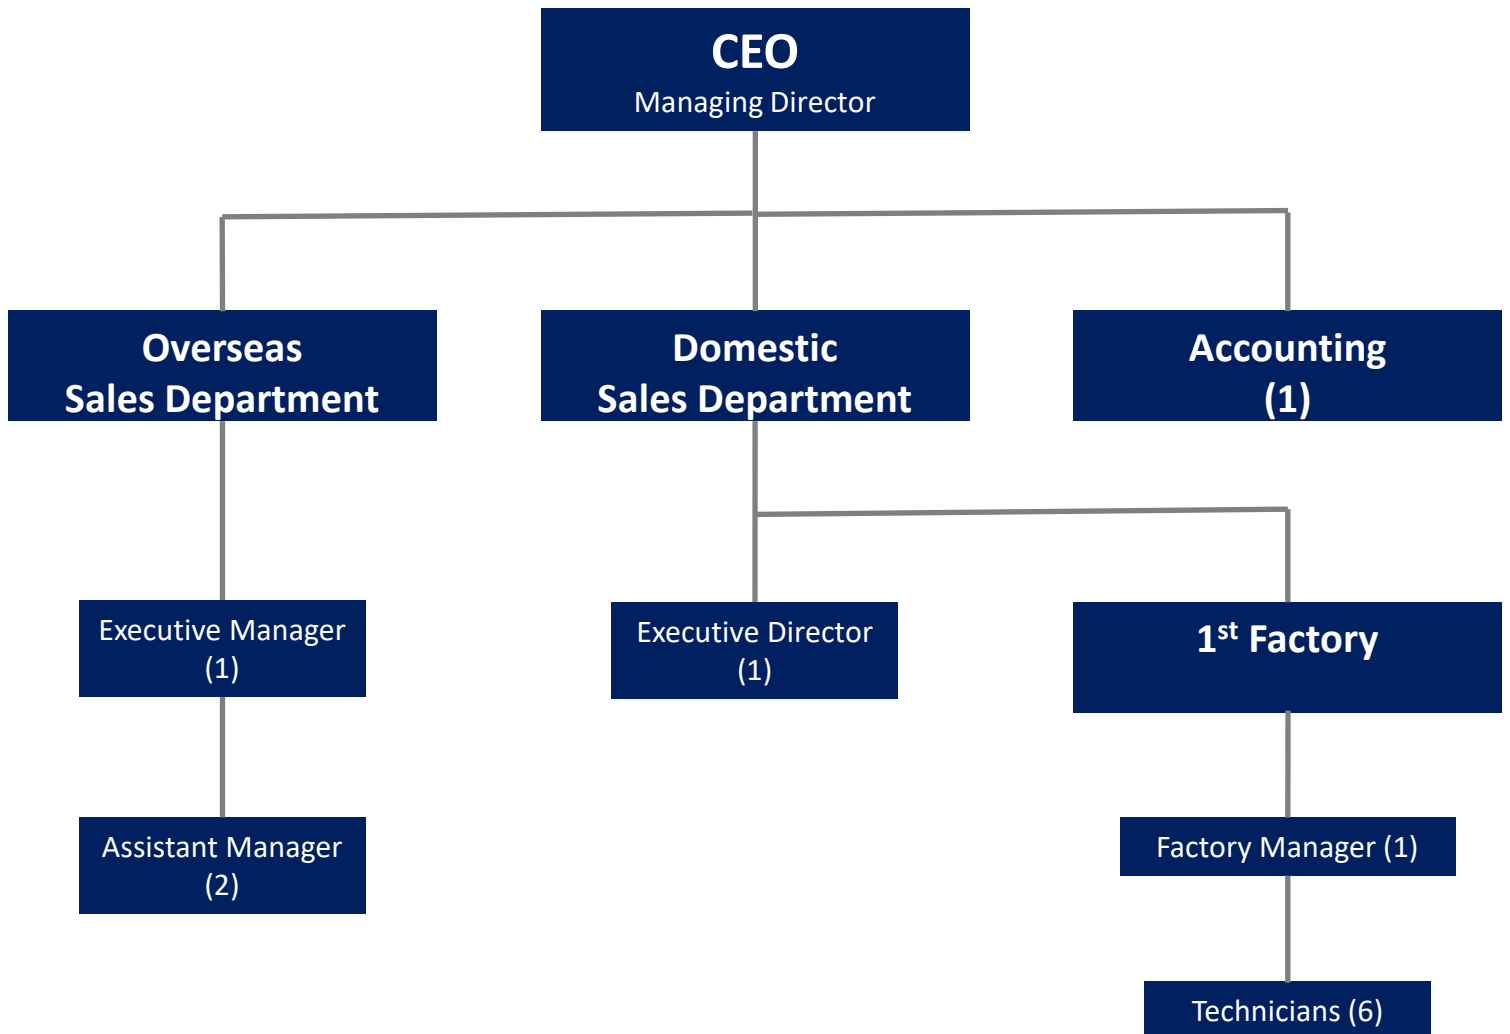 CEO
Managing Director
Overseas
Sales Department
Domestic
Sales Department
Accounting
(1)
Executive Manager
(1)
Executive Director
(1)
1st Factory
Assistant Manager
(2)
Factory Manager (1)
Technicians (6)